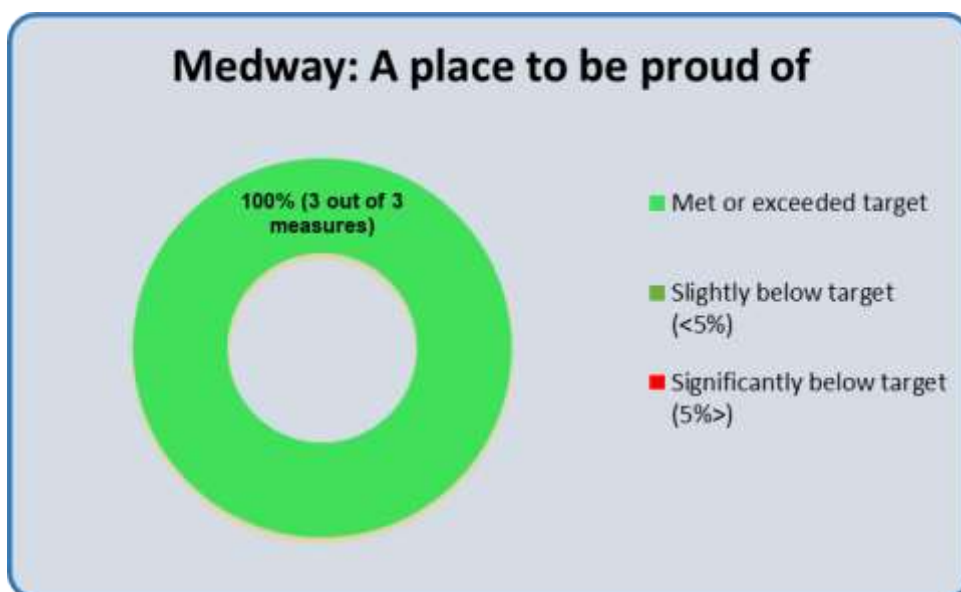 Medway: A place to be proud of
100% (3 out of 3
measures)
Met or exceeded target
Slightly below target
(<5%)
Significantly below target
(5%>)